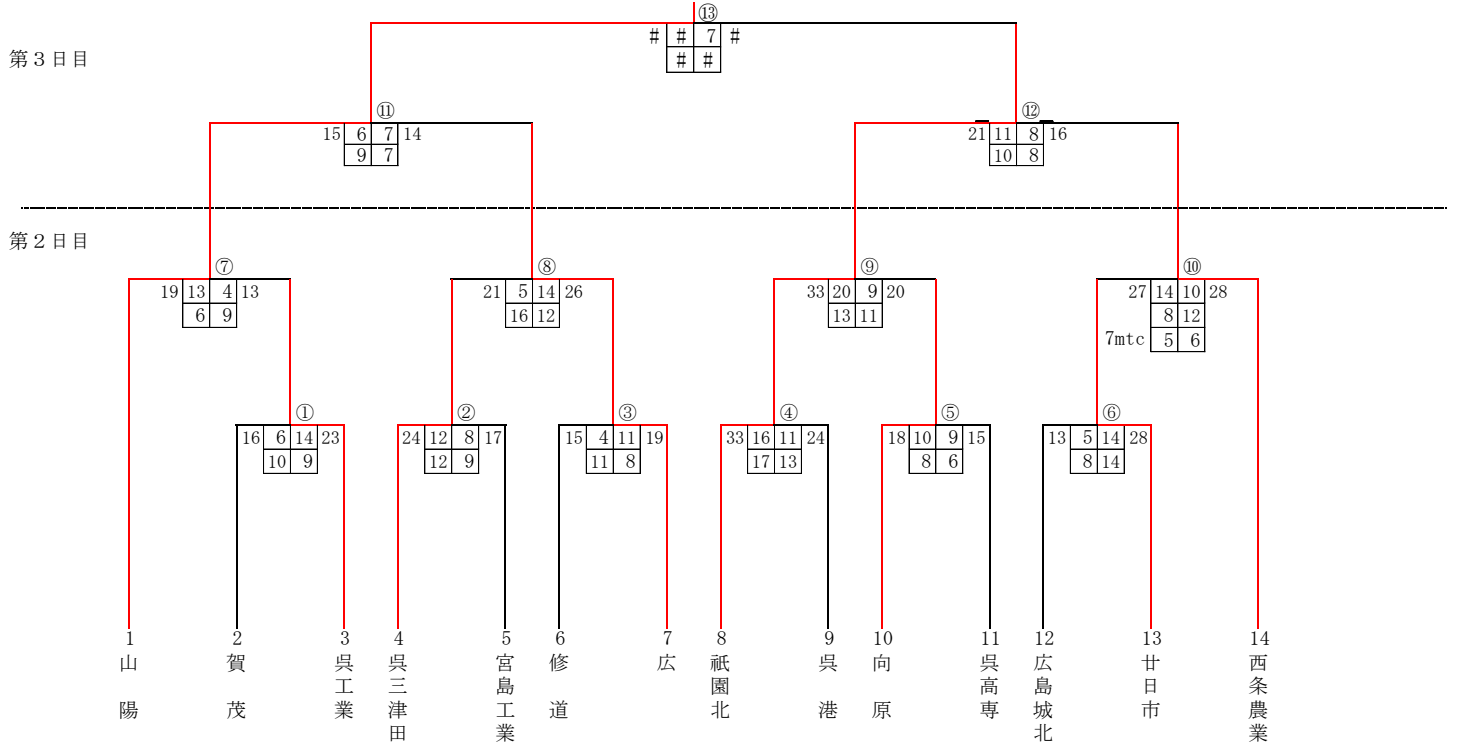 ⑬
# # 7 #
# #
第３日目
⑪
15 6 7 14
9 7
⑫
21 11 8 16
10 8
第２日目
⑦
19 13 4 13
6 9
⑧
21 5 14 26
16 12
⑨
33 20 9 20
13 11
⑩
27 14 10 28
8 12
7mtc 5 6
①
16 6 14 23
10 9
②
24 12 8 17
12 9
③
15 4 11 19
11 8
④
33 16 11 24
17 13
⑤
18 10 9 15
8 6
⑥
13 5 14 28
8 14
1 2 3 4 5 6 7 8 9 10 11 12 13 14
山陽
賀茂
呉工業
呉三津田
宮島工業
修道
広
祇園北
呉港
向原
呉高専
広島城北
廿日市
西条農業